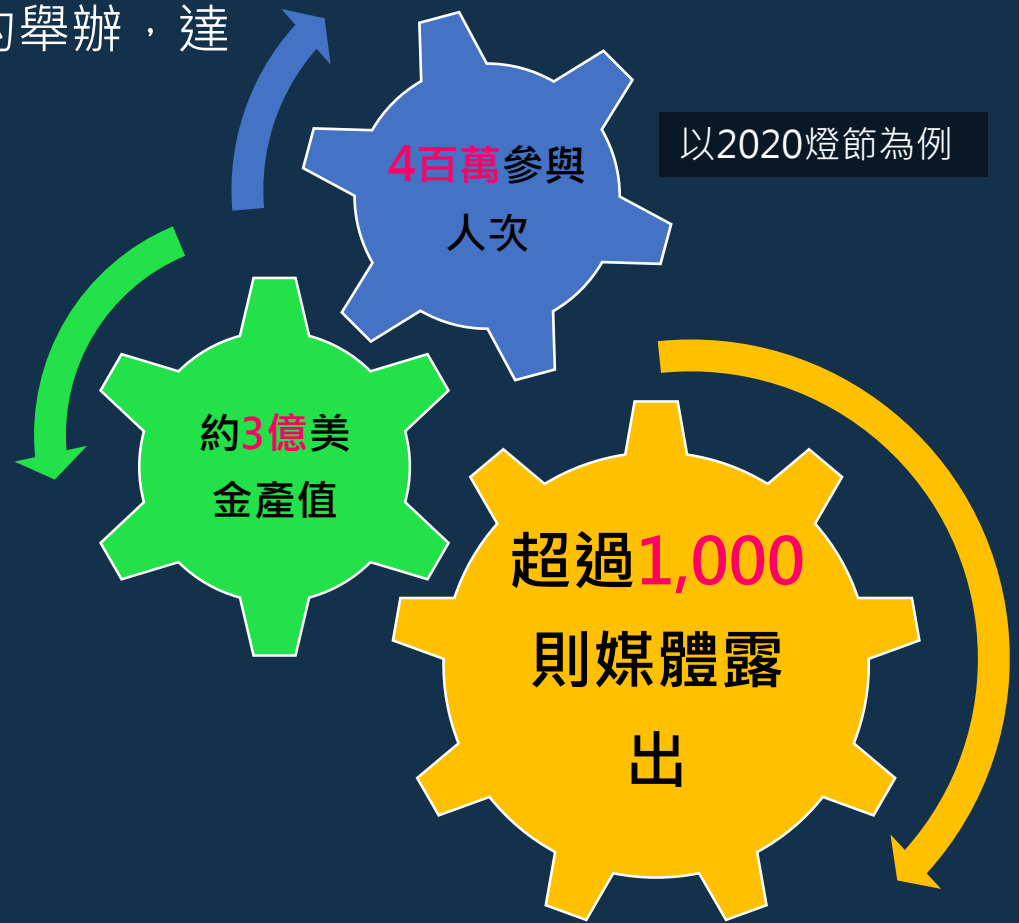 舉辦，達
4百萬參與
人次
以2020燈節為例
約3億美
金產值
超過1,000
則媒體露
出